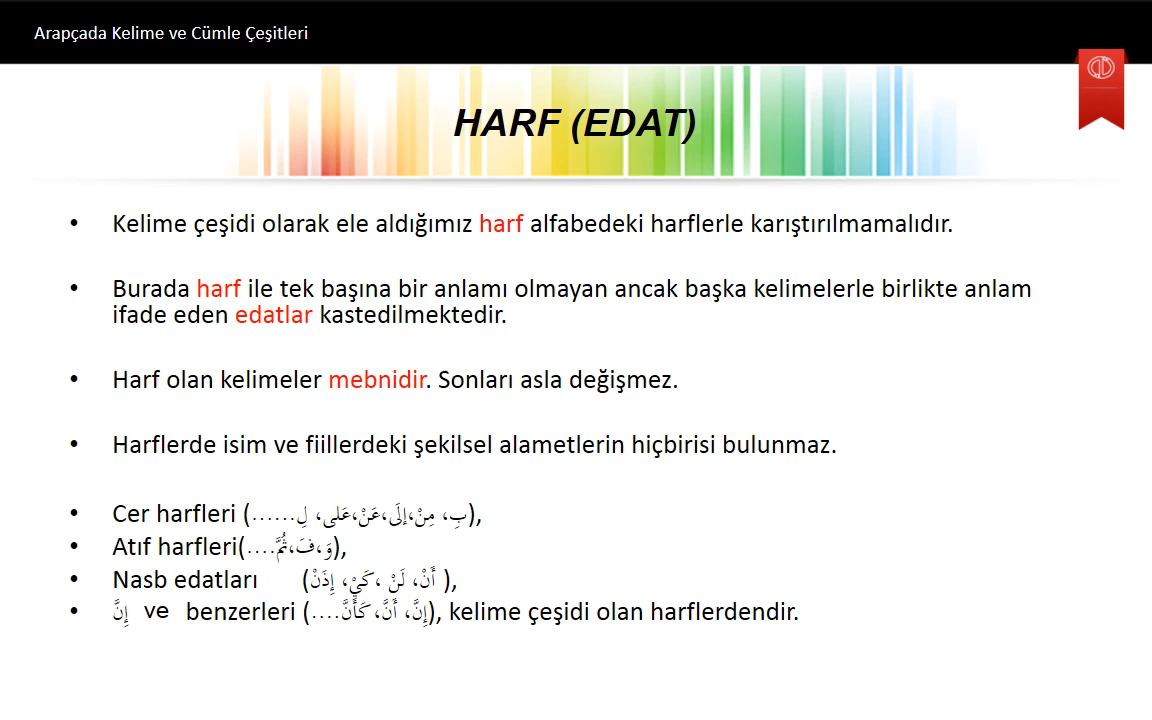 Arapçada Kelime ve Cümle Çeşitleri
HARF (EDAT)
• Kelime çeşidi olarak ele aldığımız harf alfabedeki harflerle karıştırılmamalıdır.
• Burada harf ile tek başına bir anlamı olmayan ancak başka kelimelerle birlikte anlam
ifade eden edatlar kastedilmektedir.
• Harf olan kelimeler mebnidir. Sonları asla değişmez.
• Harflerde isim ve fiillerdeki şekilsel alametlerin hiçbirisi bulunmaz.
• Cer harfleri (بِ، مِنْ،إلَى،عَنْ،عَلى، لِ......),
• Atıf harfleri(وَ،فَ،ثُمَّ....),
• Nasb edatları (أَنْ، لَنْ ،كَيْ، إِذَنْ ),
• إِنَّ ve benzerleri (إِنَّ، أَنَّ،كَأَنَّ....), kelime çeşidi olan harflerdendir.